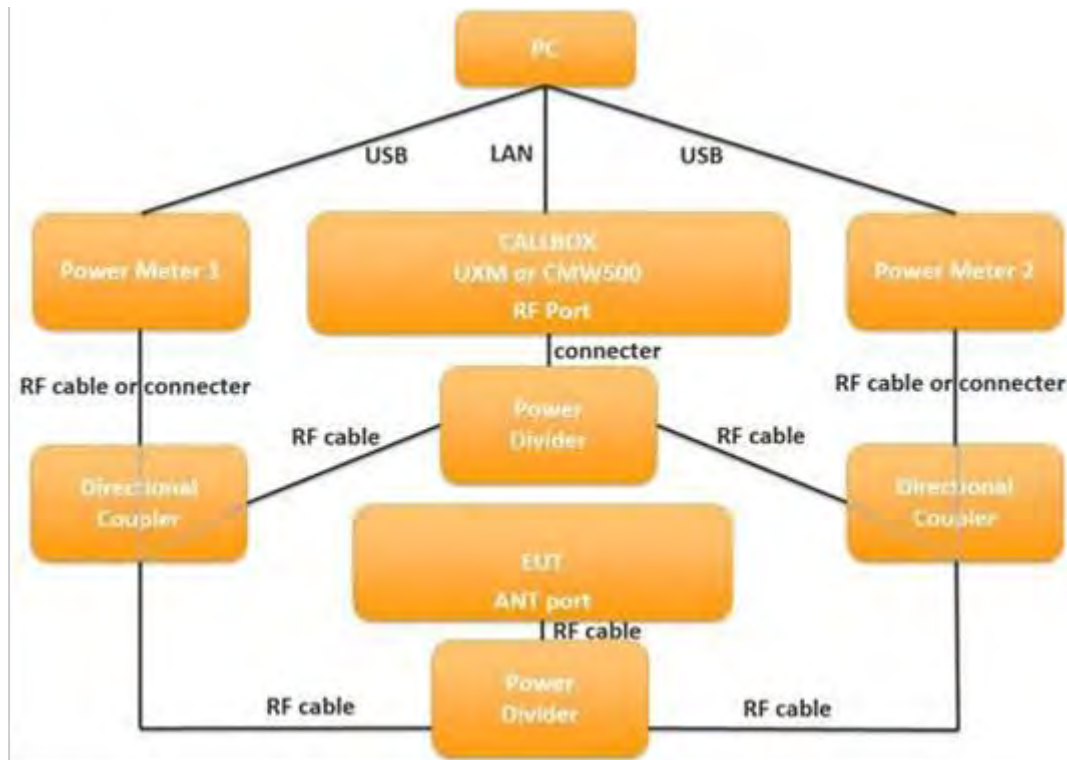 PC
USB
LAN
USB
Power Meter 1
CALLBOX
UXM or CMW500
RF Port
Power Meter 2
connecter
RF cable or connecter
RF cable or connecter
Power
Divider
RF cable
RF cable
Directional
Coupler
Directional
Coupler
EUT
ANT port
RF cable
Power
Divider
RF cable
RF cable